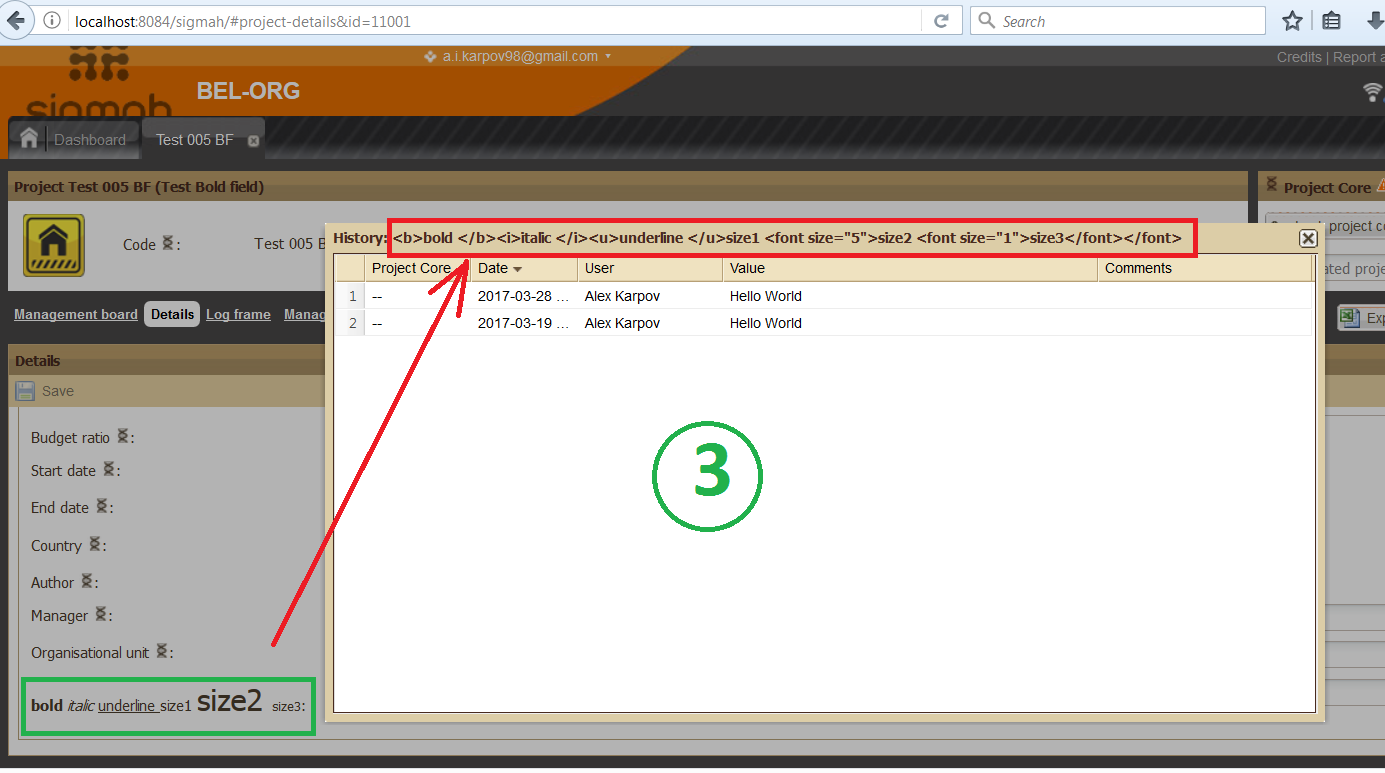 localhost:8084/sigmah/#project-details&id=11001
Search
a.i.karpov98@gmail.com
Credits | Report a
sigmah
BEL-ORG
Dashboard
Test 005 BF
Project Test 005 BF (Test Bold field)
Project Core
Code :
Test 005 B
project co
History: <b>bold </b><i>italic </i><u>underline </u>size1 <font size="5">size2 <font size="1">size3</font></font>
Project Core Date User Value Comments
ated proje
1 -- 2017-03-28 ... Alex Karpov Hello World
2 -- 2017-03-19 ... Alex Karpov Hello World
Management board Details Log frame Manag
Exp
Details
Save
Budget ratio :
Start date :
End date :
Country :
Author :
Manager :
Organisational unit :
bold italic underline size1 size2 size3:
3